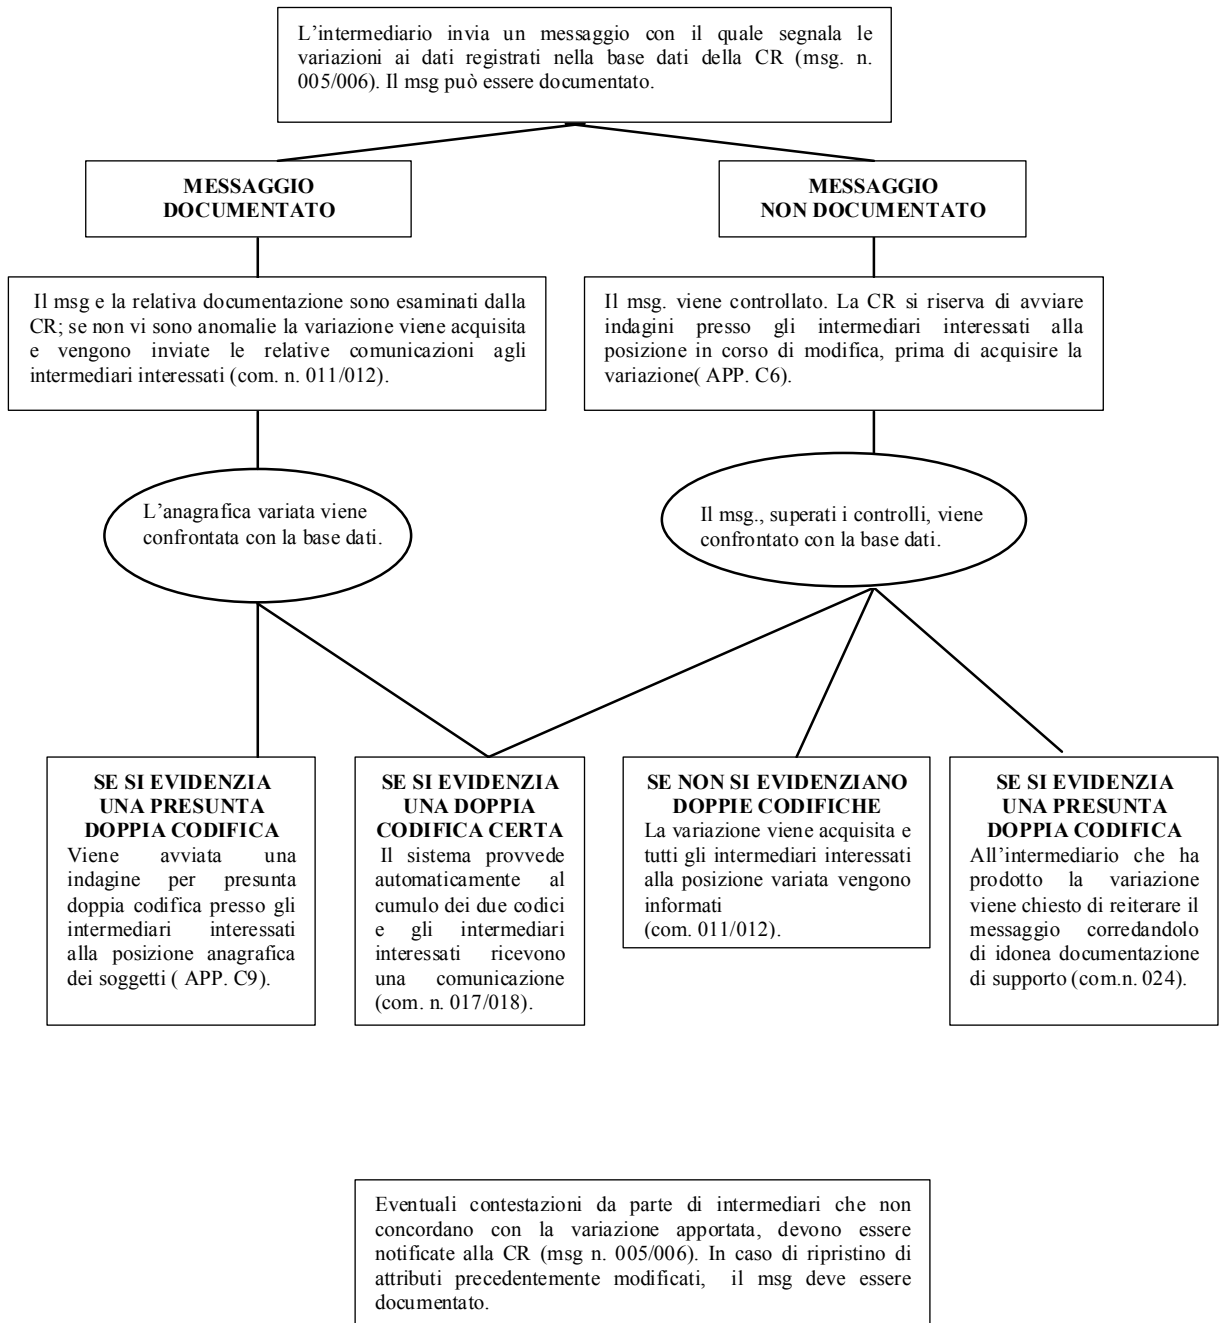 L'intermediario invia un messaggio con il quale segnala le
variazioni ai dati registrati nella base dati della CR (msg. n.
005/006). Il msg può essere documentato.
MESSAGGIO
DOCUMENTATO
MESSAGGIO
NON DOCUMENTATO
Il msg e la relativa documentazione sono esaminati dalla
CR; se non vi sono anomalie la variazione viene acquisita
e vengono inviate le relative comunicazioni agli
intermediari interessati (com. n. 011/012).
Il msg. viene controllato. La CR si riserva di avviare
indagini presso gli intermediari interessati alla
posizione in corso di modifica, prima di acquisire la
variazione( APP. C6).
L'anagrafica variata viene
confrontata con la base dati.
Il msg., superati i controlli, viene
confrontato con la base dati.
SE SI EVIDENZIA
UNA PRESUNTA
DOPPIA CODIFICA
Viene avviata una
indagine per presunta
doppia codifica presso gli
intermediari interessati
alla posizione anagrafica
dei soggetti ( APP. C9).
SE SI EVIDENZIA
UNA DOPPIA
CODIFICA CERTA
Il sistema provvede
automaticamente al
cumulo dei due codici
e gli intermediari
interessati ricevono
una comunicazione
(com. n. 017/018).
SE NON SI EVIDENZIANO
DOPPIE CODIFICHE
La variazione viene acquisita e
tutti gli intermediari interessati
alla posizione variata vengono
informati
(com. 011/012).
SE SI EVIDENZIA
UNA PRESUNTA
DOPPIA CODIFICA
All'intermediario che ha
prodotto la variazione
viene chiesto di reiterare il
messaggio corredandolo
di idonea documentazione
di supporto (com.n. 024).
Eventuali contestazioni da parte di intermediari che non
concordano con la variazione apportata, devono essere
notificate alla CR (msg n. 005/006). In caso di ripristino di
attributi precedentemente modificati, il msg deve essere
documentato.